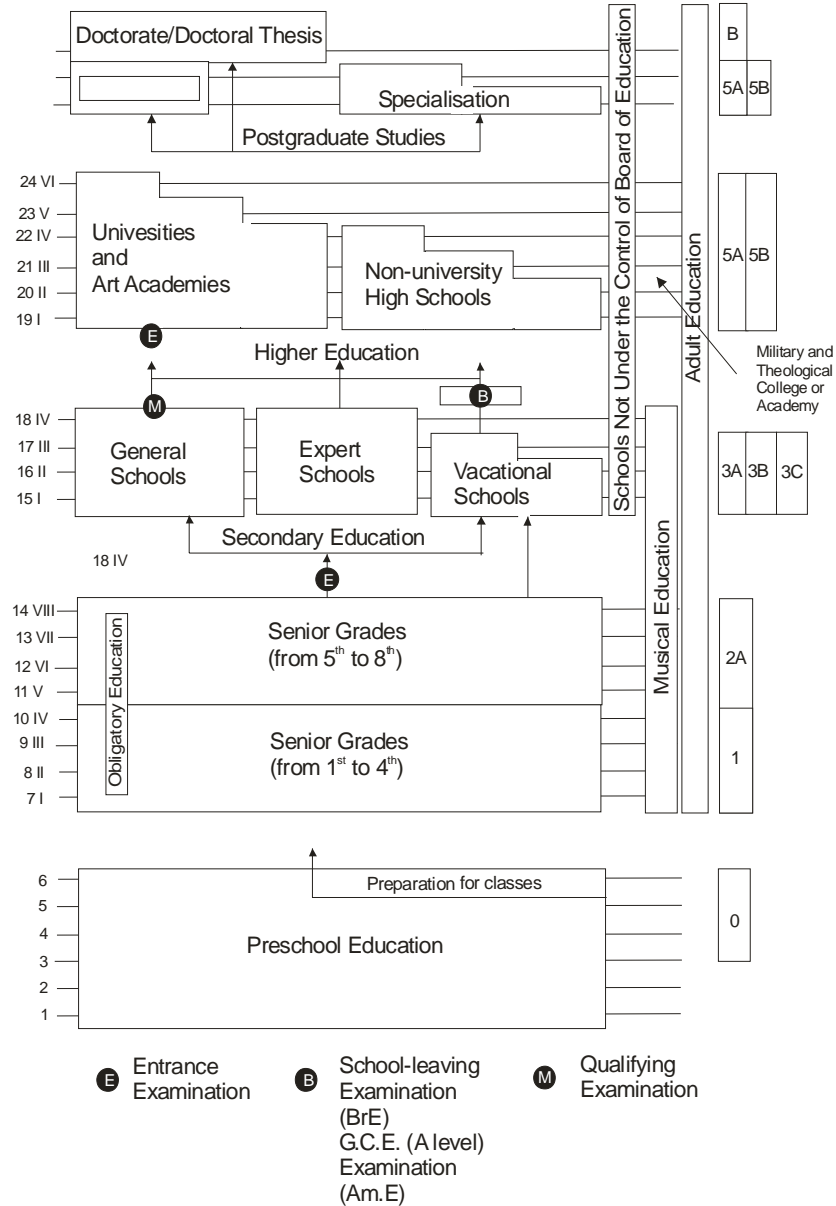 Doctorate/Doctoral Thesis
B
5A 5B
Specialisation
Postgraduate Studies
24 VI
23 V
22 IV
21 III
20 II
19 I
Univesities
and
Art Academies
Non-university
High Schools
5A 5B
E
Higher Education
Military and
Theological
College or
Academy
M
B
18 IV
17 III
16 II
15 I
General
Schools
Expert
Schools
Vacational
Schools
3A 3B 3C
Secondary Education
18 IV
E
14 VIII
13 VII
12 VI
11 V
10 IV
9 III
8 II
7 I
Obligatory Education
Senior Grades
(from 5th to 8th)
Senior Grades
(from 1st to 4th)
2A
1
Schools Not Under the Control of Board of Education
Musical Education
Adult Education
6
5
4
3
2
1
Preparation for classes
Preschool Education
0
E Entrance
Examination
B School-leaving
Examination
(BrE)
G.C.E. (A level)
Examination
(Am.E)
M Qualifying
Examination